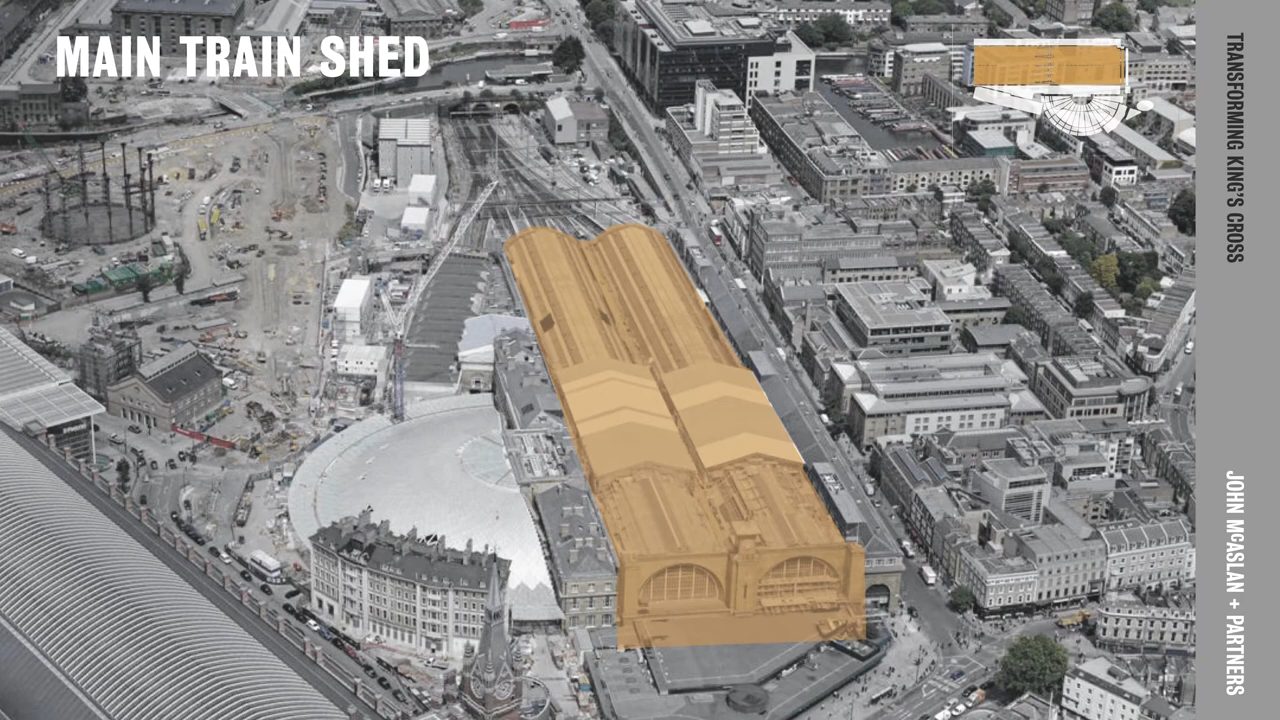 MAIN TRAIN SHED
TRANSFORMING KING'S CROSS
JOHN McASLAN + PARTNERS